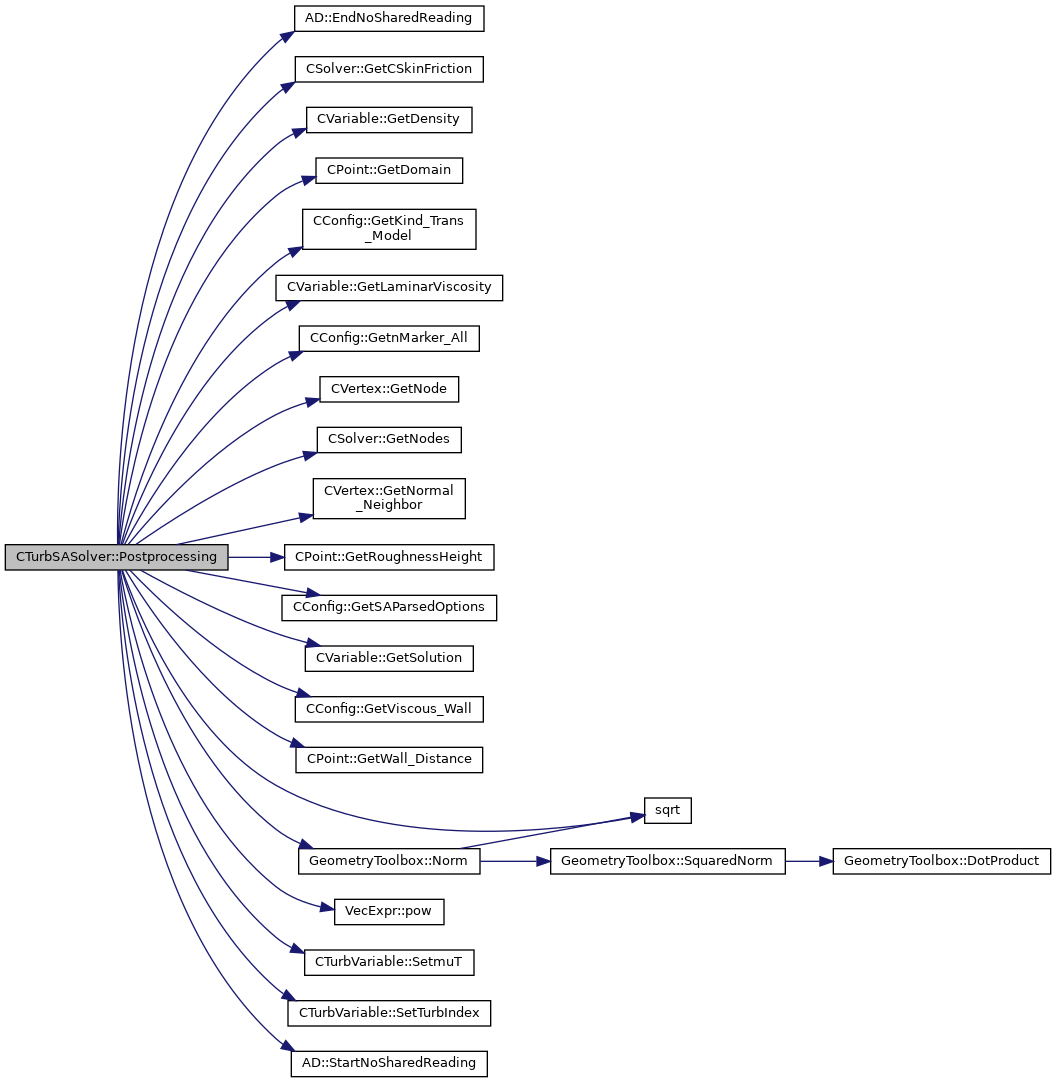 AD::EndNoSharedReading
CSolver::GetCSkinFriction
CVariable::GetDensity
CPoint::GetDomain
CConfig::GetKind_Trans
_Model
CVariable::GetLaminarViscosity
CConfig::GetnMarker_All
CVertex::GetNode
CSolver::GetNodes
CVertex::GetNormal
_Neighbor
CTurbSASolver::Postprocessing
CPoint::GetRoughnessHeight
CConfig::GetSAParsedOptions
CVariable::GetSolution
CConfig::GetViscous_Wall
CPoint::GetWall_Distance
sqrt
GeometryToolbox::Norm
GeometryToolbox::SquaredNorm
GeometryToolbox::DotProduct
VecExpr::pow
CTurbVariable::SetmuT
CTurbVariable::SetTurbIndex
AD::StartNoSharedReading